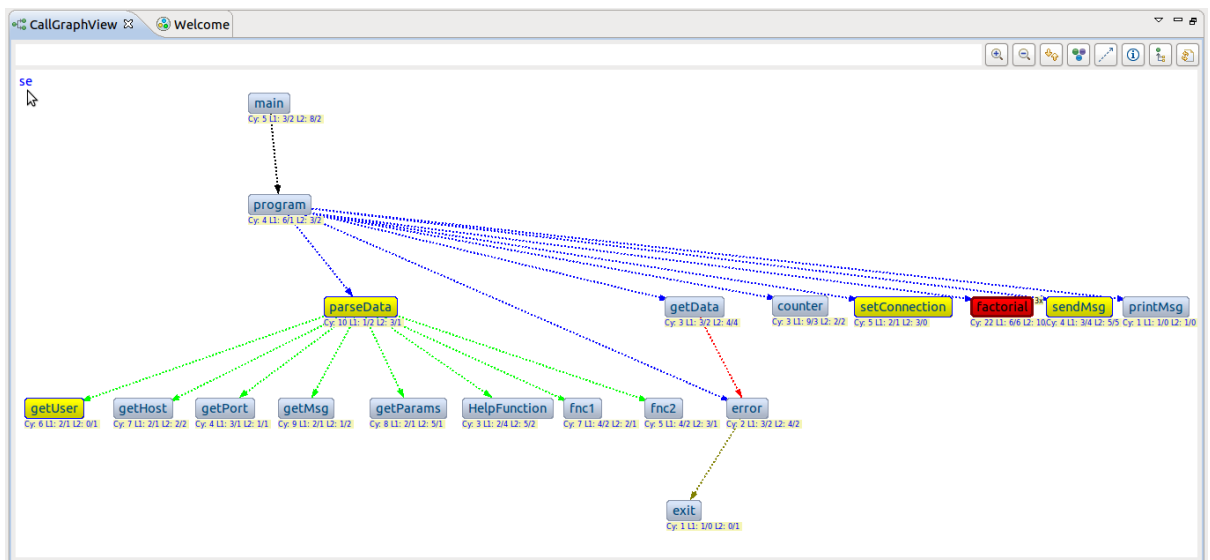 CallGraphView Welcome
se
main
Cy: 5 L1: 3/2 L2: 8/2
program
Cy: 4 L1: 6/1 L2: 3/2
parseData getData counter setConnection factorial 3x sendMsg printMsg
Cy: 10 L1: 1/2 L2: 3/1 Cy: 3 L1: 3/2 L2: 4/4 Cy: 3 L1: 9/3 L2: 2/2 Cy: 5 L1: 2/1 L2: 3/0 Cy: 22 L1: 6/6 L2: 10 Cy: 4 L1: 3/4 L2: 5/5 Cy: 1 L1: 1/0 L2: 1/0
getUser getHost getPort getMsg getParams HelpFunction fnc1 fnc2 error
Cy: 6 L1: 2/1 L2: 0/1 Cy: 7 L1: 2/1 L2: 2/2 Cy: 4 L1: 3/1 L2: 1/1 Cy: 9 L1: 2/1 L2: 1/2 Cy: 8 L1: 2/1 L2: 5/1 Cy: 3 L1: 2/4 L2: 5/2 Cy: 7 L1: 4/2 L2: 2/1 Cy: 5 L1: 4/2 L2: 3/1 Cy: 2 L1: 3/2 L2: 4/2
exit
Cy: 1 L1: 1/0 L2: 0/1